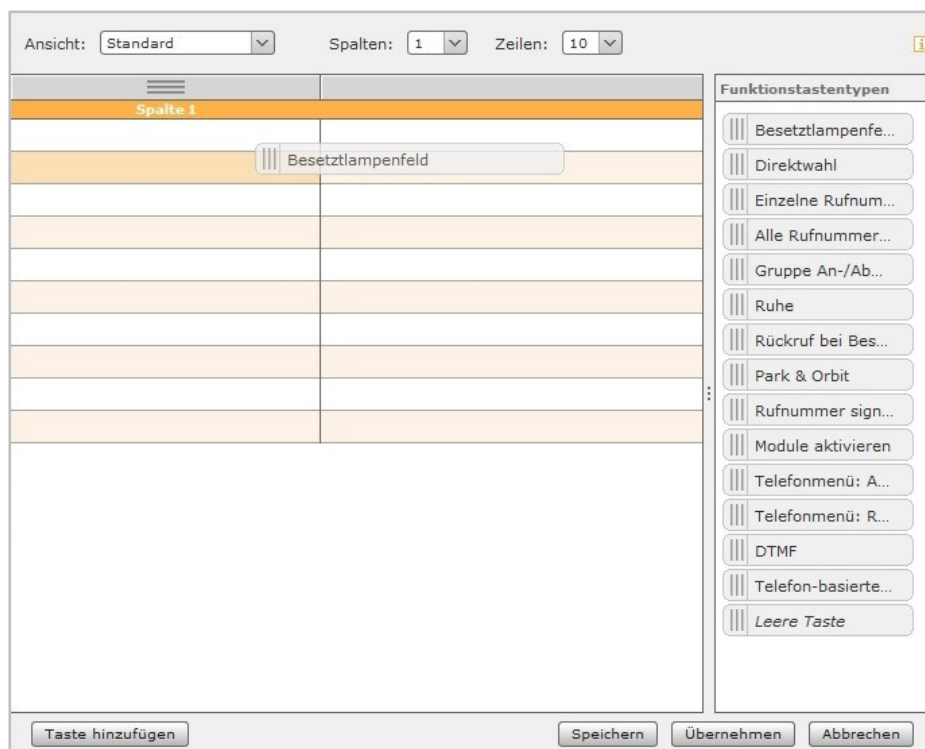 Ansicht: Standard Spalten: 1 Zeilen: 10
Funktionstastentypen
Spalte 1
Besetztlampenfeld
Besetztlampenfe...
Direktwahl
Einzelne Rufnum...
Alle Rufnummer...
Gruppe An-/Ab...
Ruhe
Rückruf bei Bes...
Park & Orbit
Rufnummer sign...
Module aktivieren
Telefonmenü: A...
Telefonmenü: R...
DTMF
Telefon-basierte...
Leere Taste
Taste hinzufügen Speichern Übernehmen Abbrechen